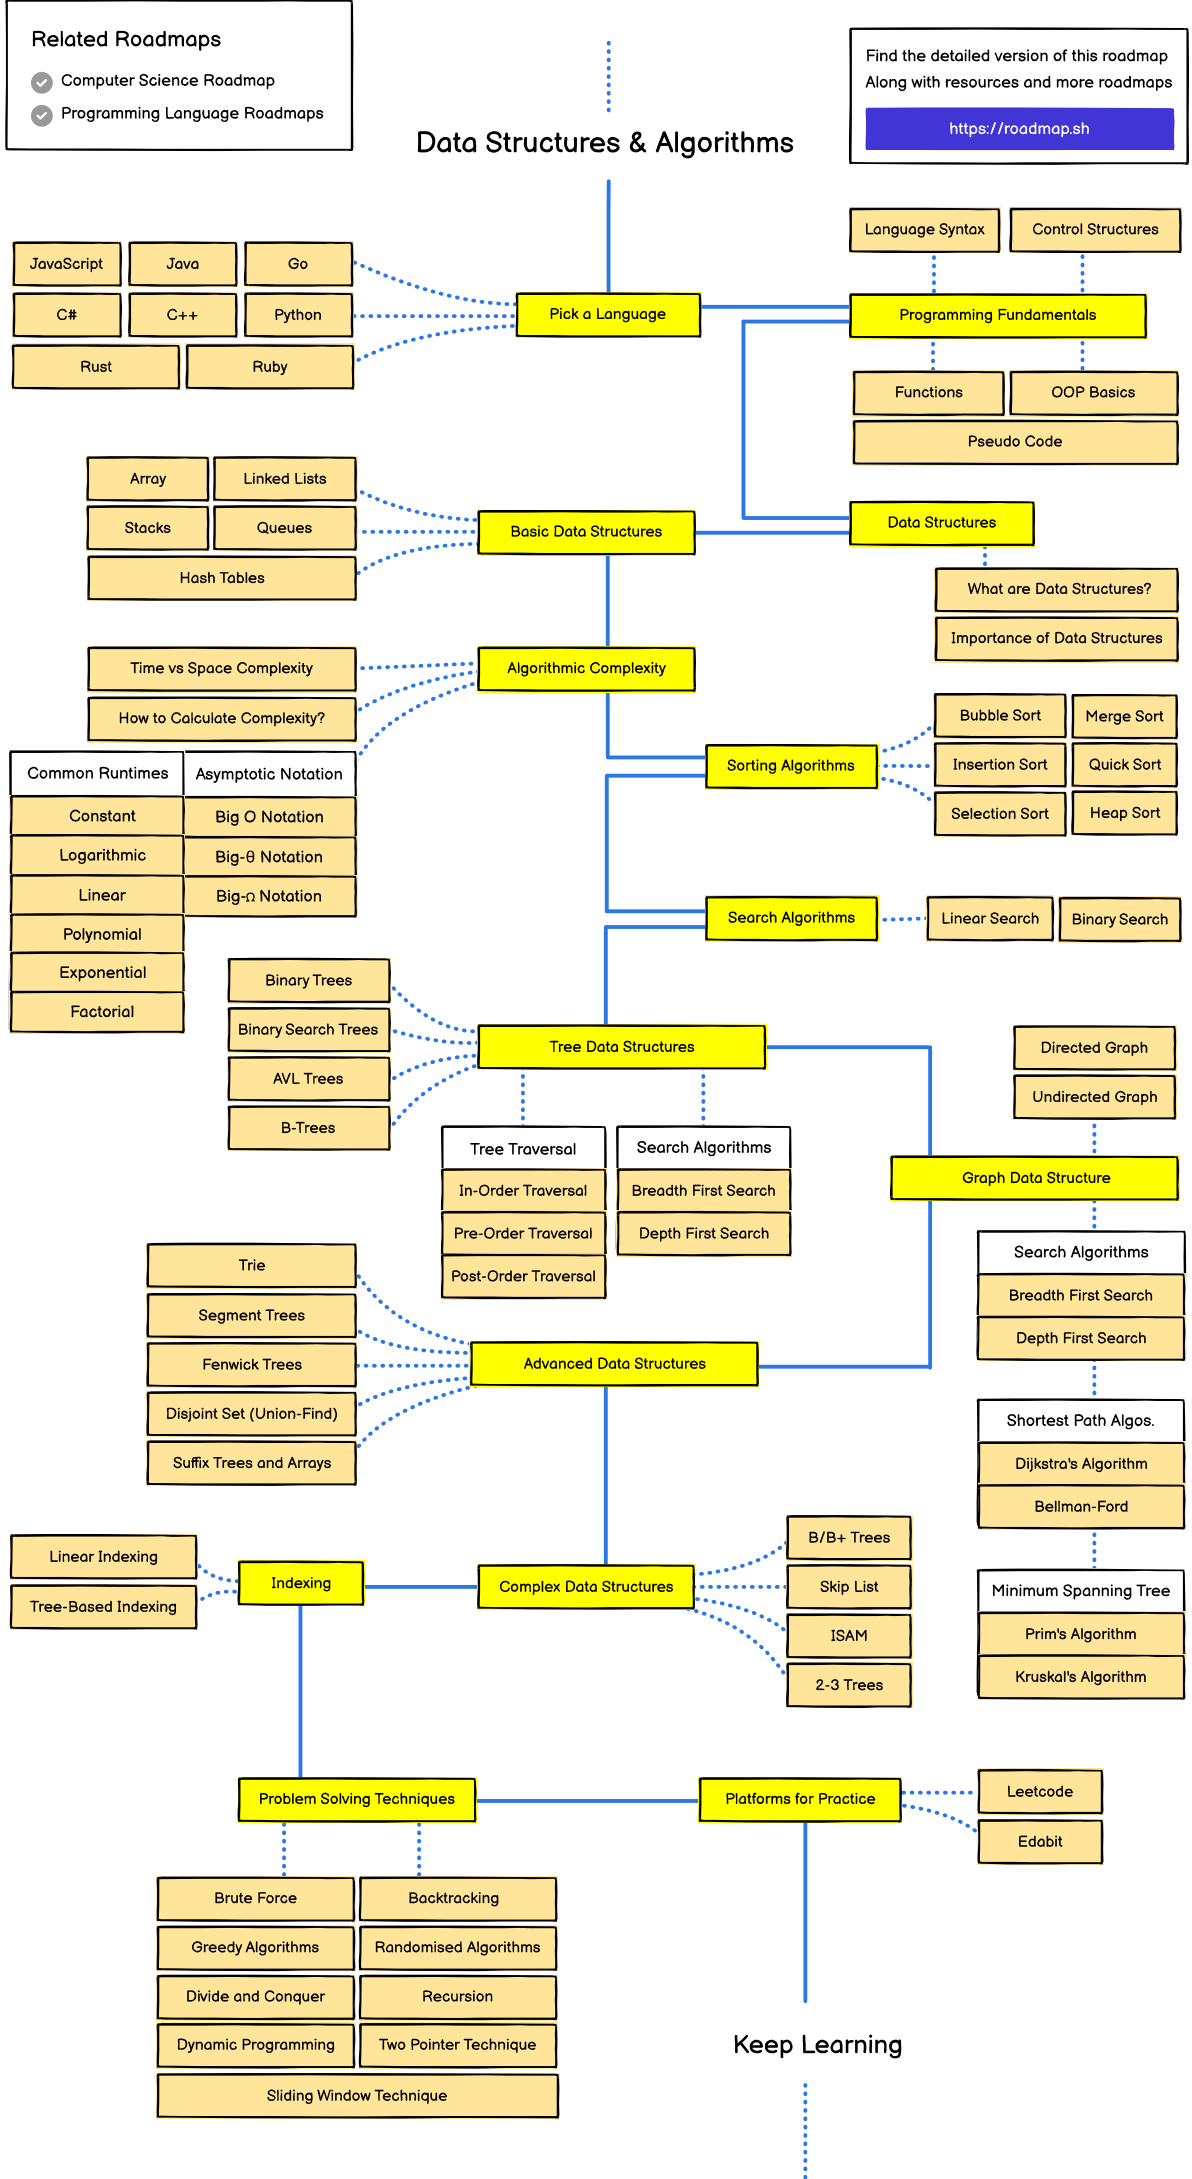 Related Roadmaps
Computer Science Roadmap
Programming Language Roadmaps
Find the detailed version of this roadmap
Along with resources and more roadmaps
https://roadmap.sh
Data Structures & Algorithms
Language Syntax
Control Structures
JavaScript
Java
Go
C#
C++
Python
Rust
Ruby
Pick a Language
Programming Fundamentals
Functions
OOP Basics
Pseudo Code
Array
Linked Lists
Stacks
Queues
Hash Tables
Basic Data Structures
Data Structures
What are Data Structures?
Importance of Data Structures
Time vs Space Complexity
How to Calculate Complexity?
Algorithmic Complexity
Common Runtimes
Constant
Logarithmic
Linear
Polynomial
Exponential
Factorial
Asymptotic Notation
Big O Notation
Big-θ Notation
Big-Ω Notation
Sorting Algorithms
Bubble Sort
Merge Sort
Insertion Sort
Quick Sort
Selection Sort
Heap Sort
Search Algorithms
Linear Search
Binary Search
Binary Trees
Binary Search Trees
AVL Trees
B-Trees
Tree Data Structures
Tree Traversal
In-Order Traversal
Pre-Order Traversal
Post-Order Traversal
Search Algorithms
Breadth First Search
Depth First Search
Directed Graph
Undirected Graph
Graph Data Structure
Search Algorithms
Breadth First Search
Depth First Search
Shortest Path Algos.
Dijkstra's Algorithm
Bellman-Ford
Minimum Spanning Tree
Prim's Algorithm
Kruskal's Algorithm
Trie
Segment Trees
Fenwick Trees
Disjoint Set (Union-Find)
Suffix Trees and Arrays
Advanced Data Structures
Linear Indexing
Tree-Based Indexing
Indexing
Complex Data Structures
B/B+ Trees
Skip List
ISAM
2-3 Trees
Problem Solving Techniques
Platforms for Practice
Leetcode
Edabit
Brute Force
Backtracking
Greedy Algorithms
Randomised Algorithms
Divide and Conquer
Recursion
Dynamic Programming
Two Pointer Technique
Sliding Window Technique
Keep Learning